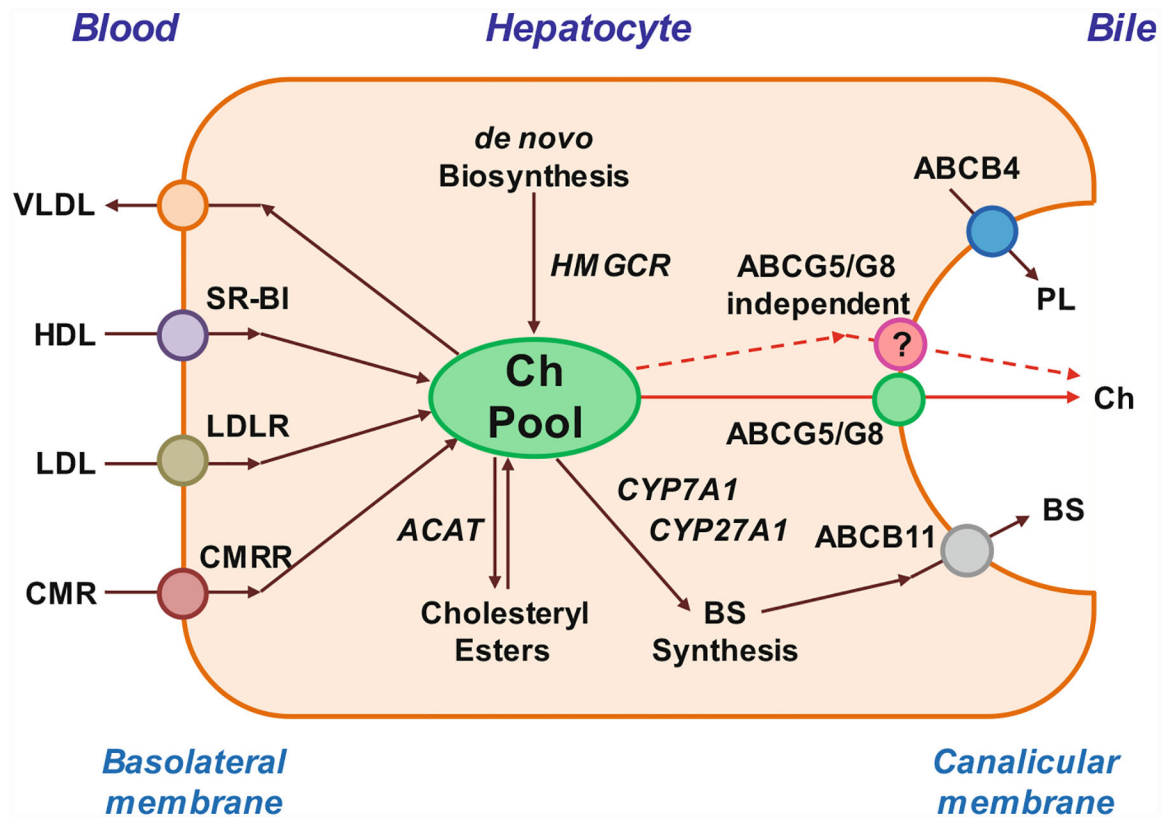 Blood
Hepatocyte
Bile
de novo
Biosynthesis
ABCB4
VLDL
HMGCR
ABCG5/G8
independent
SR-BI
PL
HDL
?
Ch
Pool
Ch
LDLR
ABCG5/G8
LDL
CYP7A1
CYP27A1
ACAT
ABCB11
BS
CMRR
CMR
Cholesteryl
Esters
BS
Synthesis
Basolateral
membrane
Canalicular
membrane